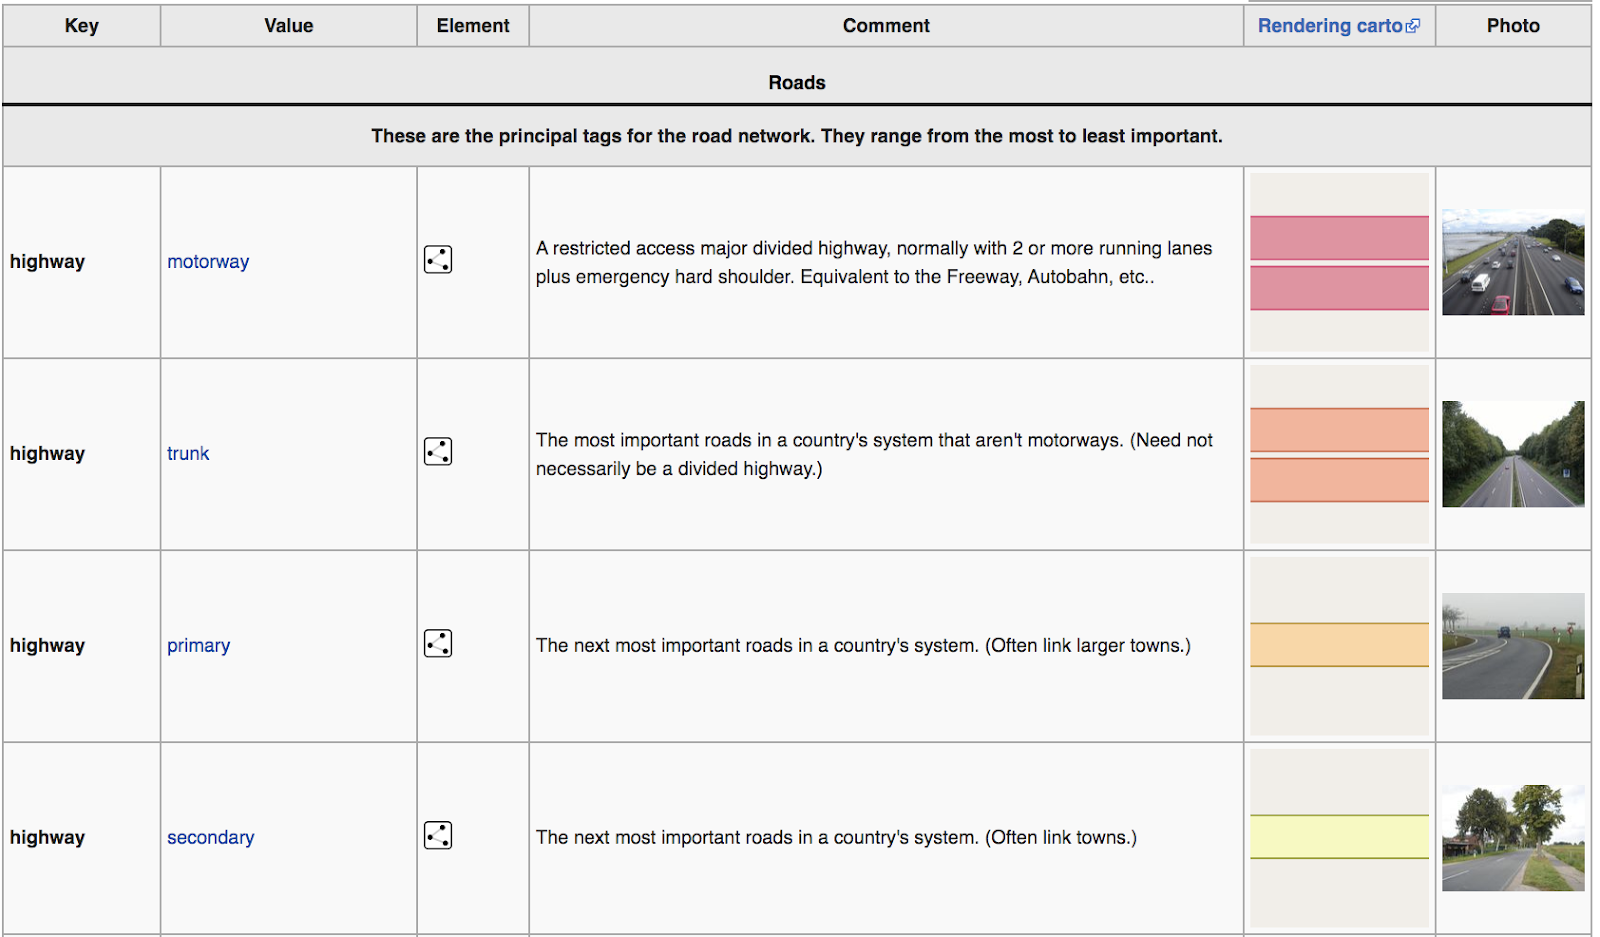 Key Value Element Comment Rendering carto Photo
Roads
These are the principal tags for the road network. They range from the most to least important.
highway motorway A restricted access major divided highway, normally with 2 or more running lanes
plus emergency hard shoulder. Equivalent to the Freeway, Autobahn, etc..
highway trunk The most important roads in a country's system that aren't motorways. (Need not
necessarily be a divided highway.)
highway primary The next most important roads in a country's system. (Often link larger towns.)
highway secondary The next most important roads in a country's system. (Often link towns.)